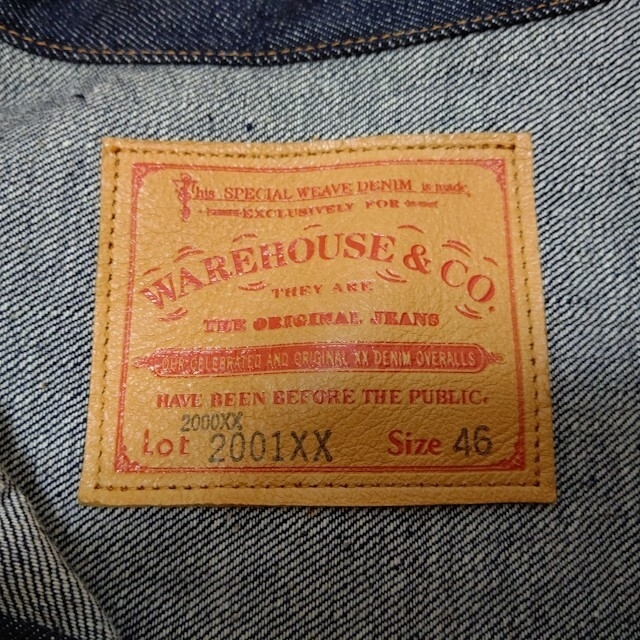 This SPECIAL WEAVE DENIM is made,
EXCLUSIVELY FOR
WAREHOUSE & CO.
THEY ARE
THE ORIGINAL JEANS
OUR CELEBRATED AND ORIGINAL XX DENIM OVERALLS
HAVE BEEN BEFORE THE PUBLIC.
2000XX
Lot 2001XX Size 46